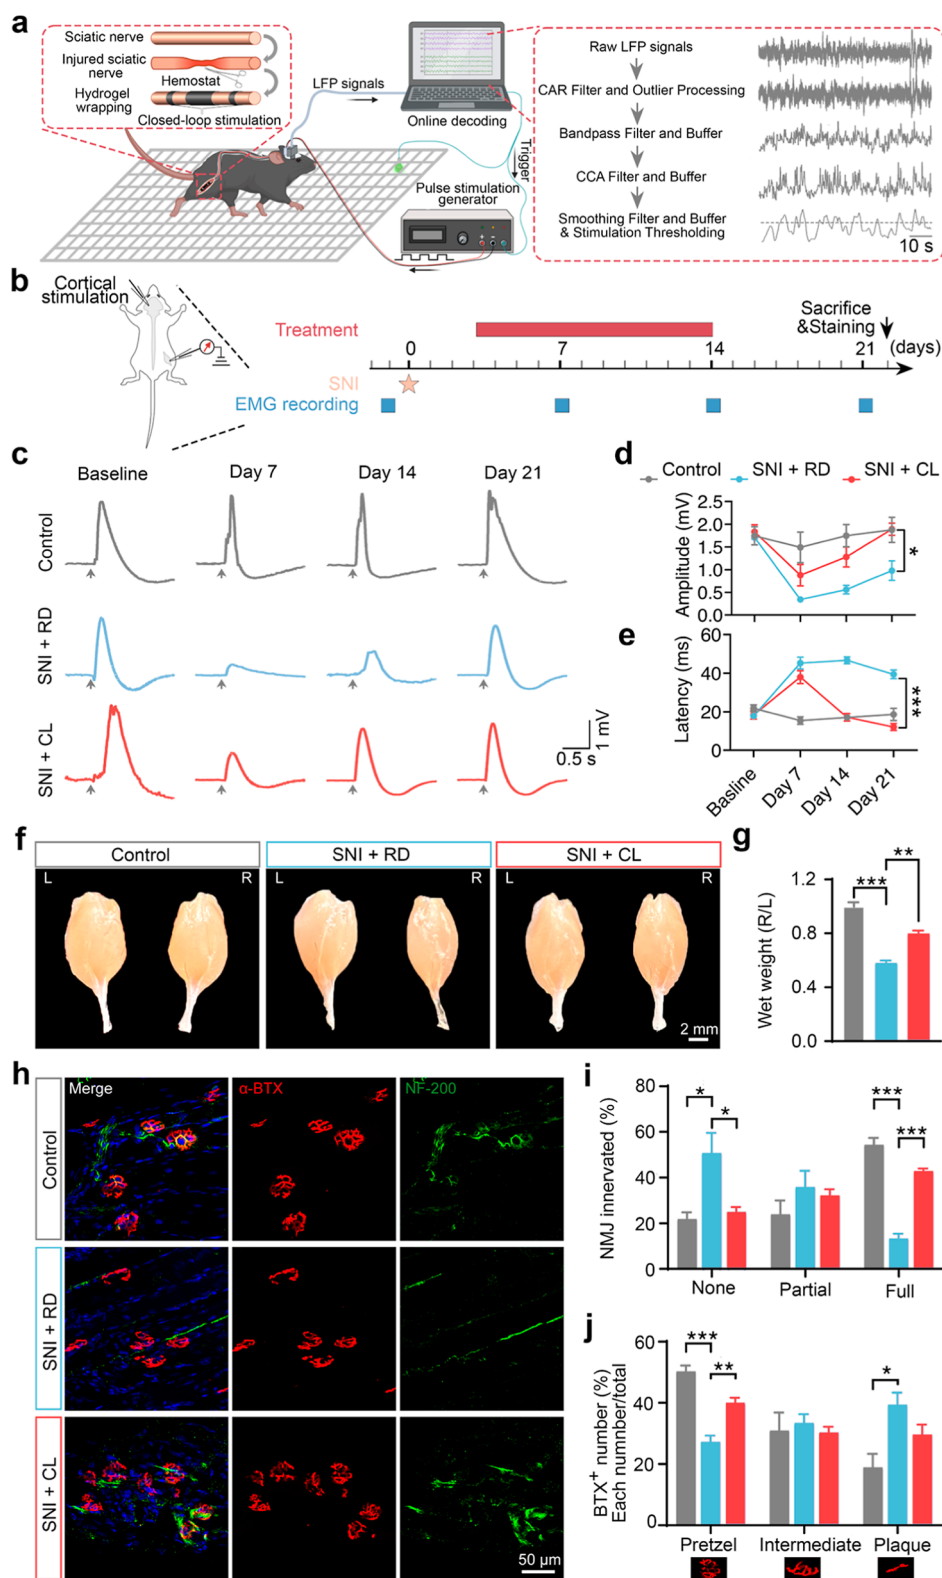 a
Sciatic nerve
Injured sciatic
nerve
Hemostat
Hydrogel
wrapping
Closed-loop stimulation
LFP signals
Online decoding
Trigger
Pulse stimulation
generator
Raw LFP signals
CAR Filter and Outlier Processing
Bandpass Filter and Buffer
CCA Filter and Buffer
Smoothing Filter and Buffer
& Stimulation Thresholding
10 s
b
Cortical
stimulation
Treatment
Sacrifice
&Staining
0
7
14
21
(days)
SNI
EMG recording
c
Baseline
Day 7
Day 14
Day 21
Control
SNI + RD
SNI + CL
0.5 s
1 mV
d
Control
SNI + RD
SNI + CL
Amplitude (mV)
2.5
2.0
1.5
1.0
0.5
0.0
*
e
Latency (ms)
60
40
20
0
***
Basline
Day 7
Day 14
Day 21
f
Control
SNI + RD
SNI + CL
L
R
L
R
L
R
2 mm
g
Wet weight (R/L)
1.2
0.8
0.4
0.0
***
**
h
Control
SNI + RD
SNI + CL
Merge
α-BTX
NF-200
50 μm
i
NMJ innervated (%)
80
60
40
20
0
*
*
***
***
None
Partial
Full
j
BTX+ number (%)
Each numnber/total
60
40
20
0
***
**
*
Pretzel
Intermediate
Plaque